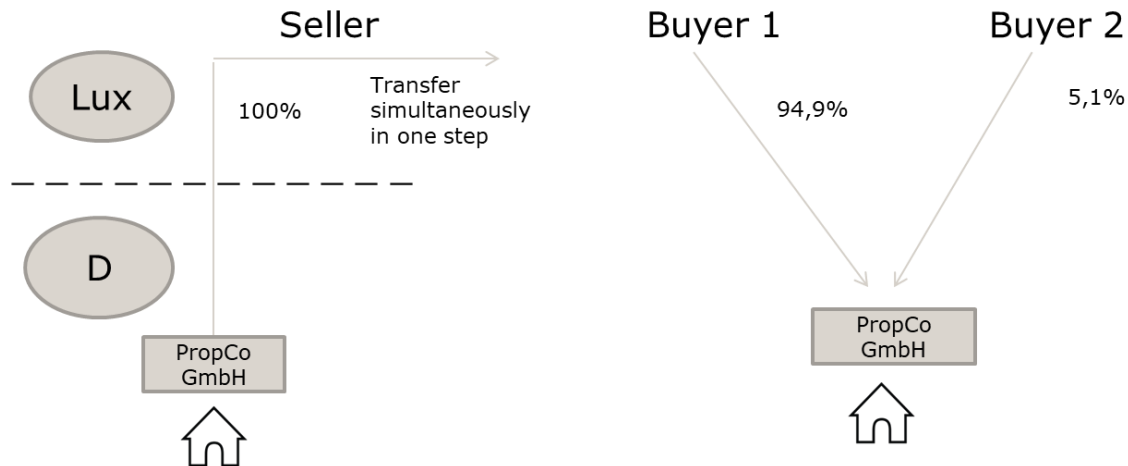 Seller
Buyer 1
Buyer 2
Lux
100%
Transfer
simultaneously
in one step
94,9%
5,1%
D
PropCo
GmbH
PropCo
GmbH